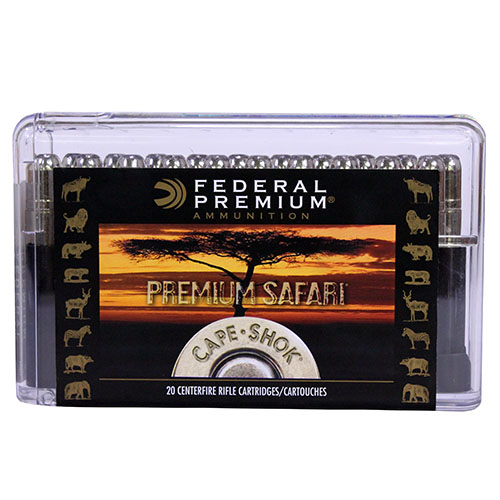 FEDERAL
PREMIUM®
AMMUNITION
PREMIUM SAFARI
CAPE•SHOK
20 CENTERFIRE RIFLE CARTRIDGES/CARTOUCHES